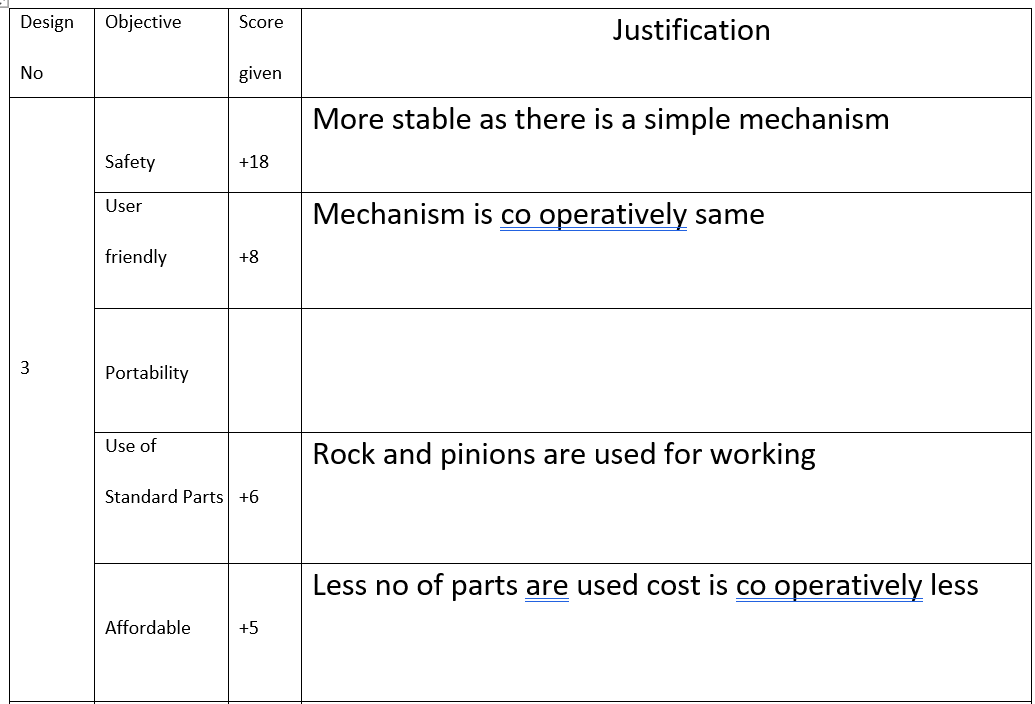 Design
No
Objective
Score
given
Justification
3
Safety
+18
More stable as there is a simple mechanism
User
friendly
+8
Mechanism is co operatively same
Portability
Use of
Standard Parts
+6
Rock and pinions are used for working
Affordable
+5
Less no of parts are used cost is co operatively less